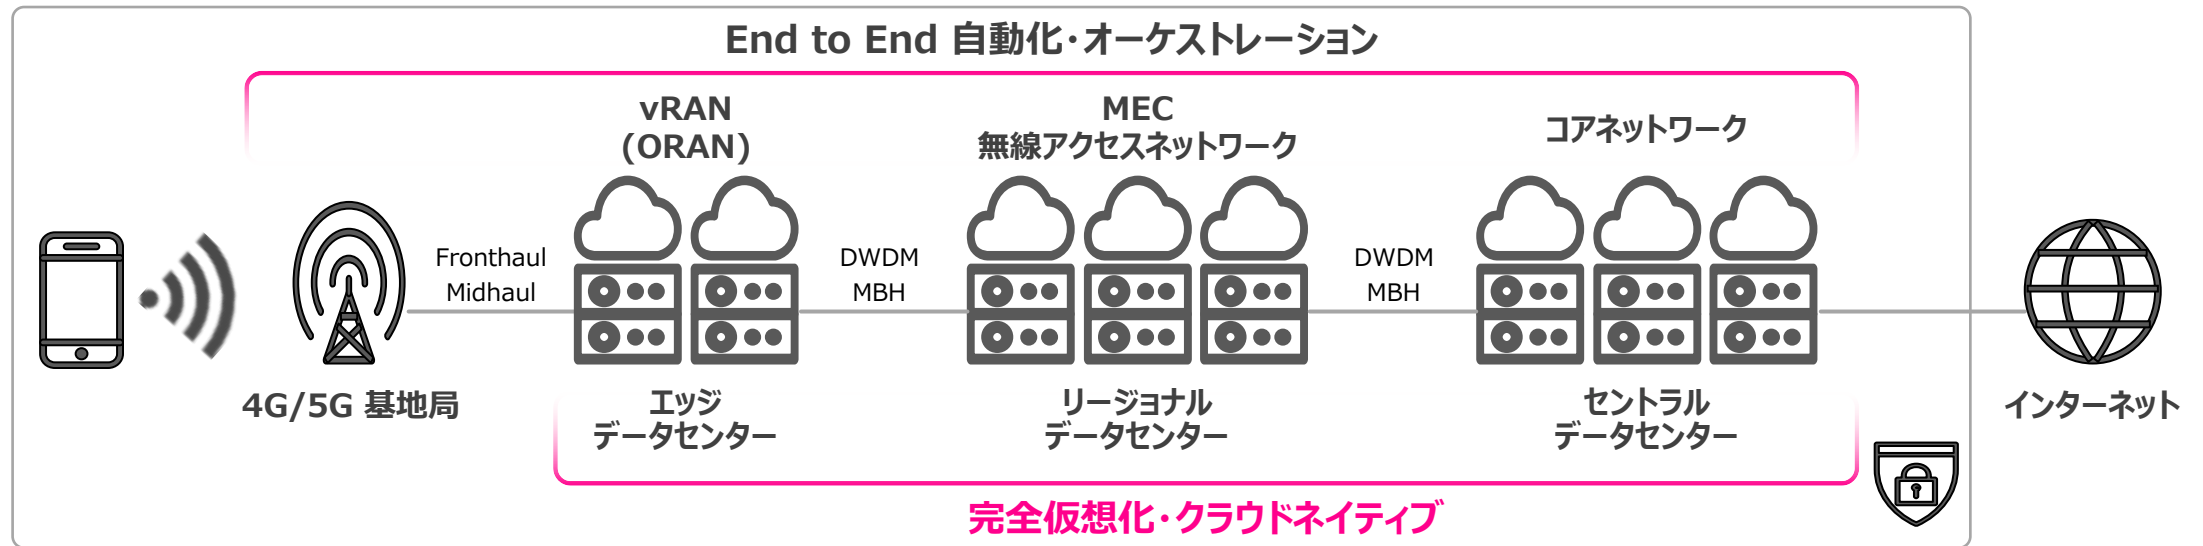 End to End 自動化・オーケストレーション
vRAN
(ORAN)
MEC
無線アクセスネットワーク
コアネットワーク
Fronthaul
Midhaul
DWDM
MBH
DWDM
MBH
4G/5G 基地局
エッジ
データセンター
リージョナル
データセンター
セントラル
データセンター
インターネット
完全仮想化・クラウドネイティブ